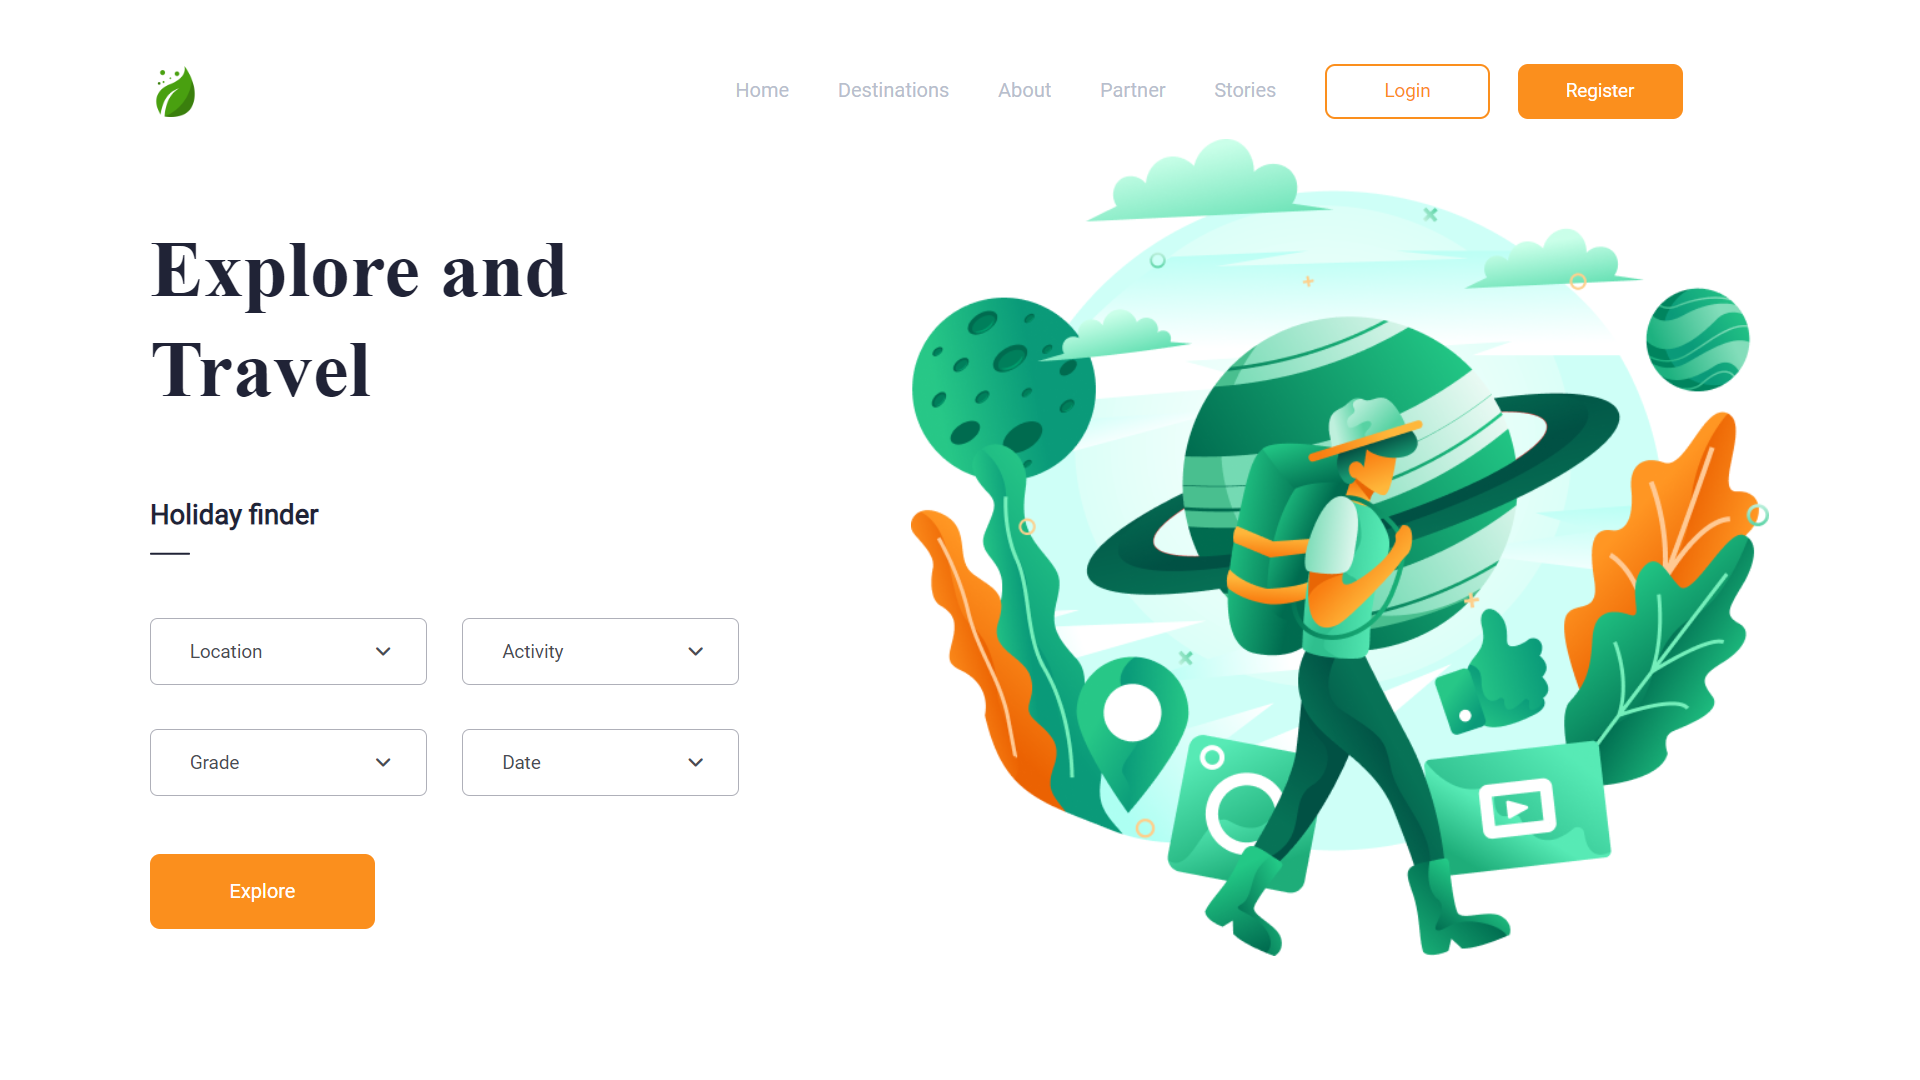 Home Destinations About Partner Stories Login Register
Explore and
Travel
Holiday finder
Location Activity
Grade Date
Explore